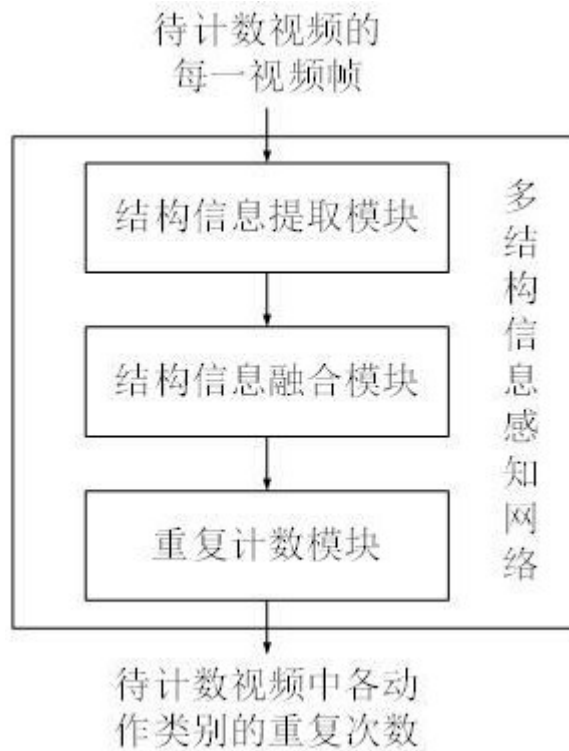 待计数视频的
每一视频帧
结构信息提取模块
结构信息融合模块
重复计数模块
多结构信息感知网络
待计数视频中各动
作类别的重复次数